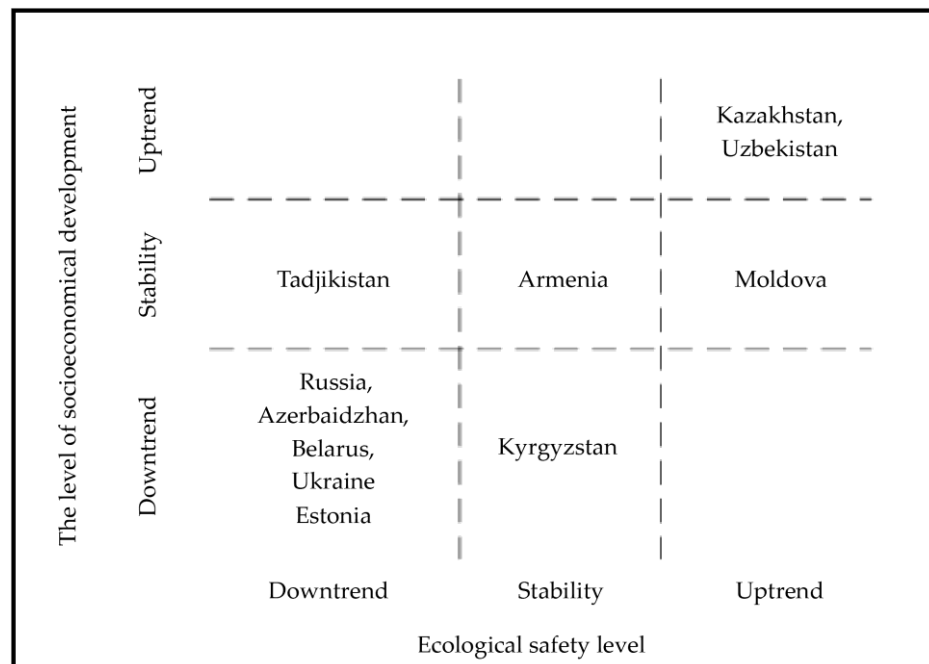 The level of socioeconomical development
Uptrend
Kazakhstan,
Uzbekistan
Stability
Tadjikistan
Armenia
Moldova
Downtrend
Russia,
Azerbaidzhan,
Belarus,
Ukraine
Estonia
Kyrgyzstan
Downtrend
Stability
Uptrend
Ecological safety level